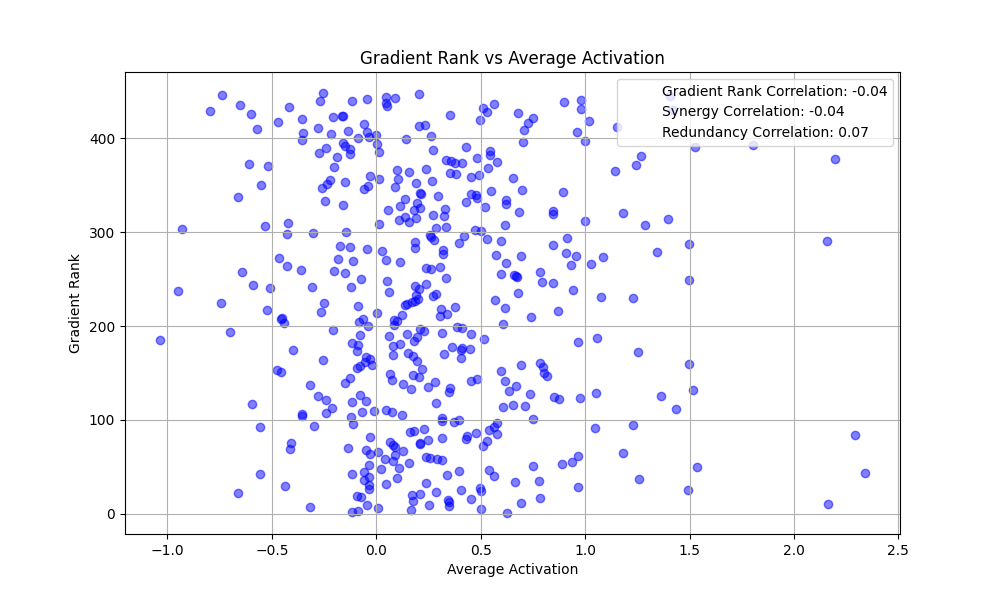 Gradient Rank vs Average Activation
Gradient Rank Correlation: -0.04
Synergy Correlation: -0.04
Redundancy Correlation: 0.07
Gradient Rank
400
300
200
100
0
−1.0
−0.5
0.0
0.5
1.0
1.5
2.0
2.5
Average Activation